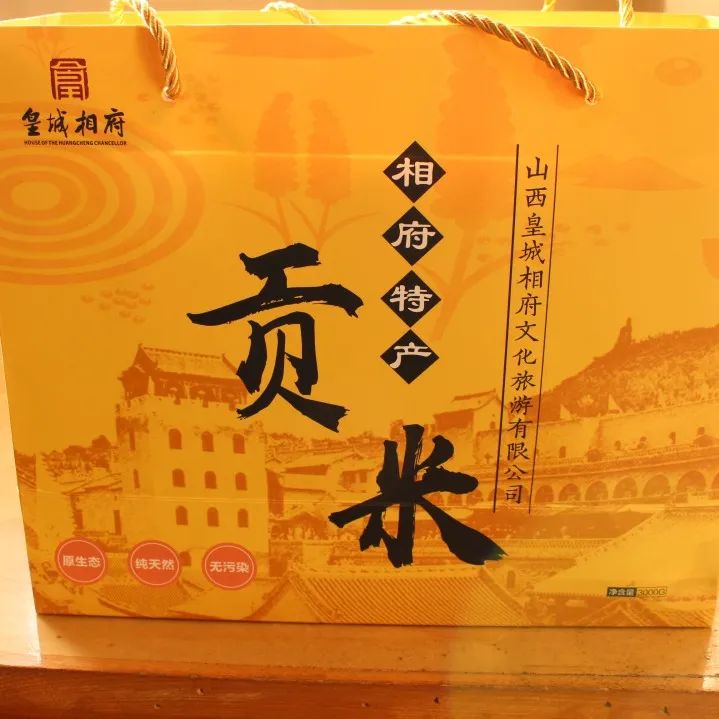 皇城相府
HOUSE OF THE HUANGCHENG CHANCELLOR
相府特产
山西皇城相府文化旅游有限公司
贡米
原生态
纯天然
无污染
净含量 3000G